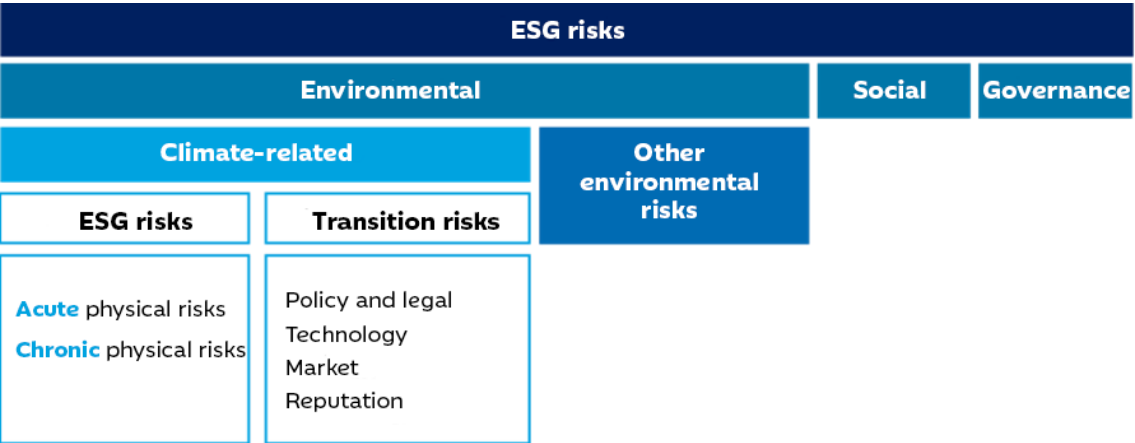 ESG risks
Environmental
Social
Governance
Climate-related
Other
environmental
risks
ESG risks
Transition risks
Acute physical risks
Chronic physical risks
Policy and legal
Technology
Market
Reputation